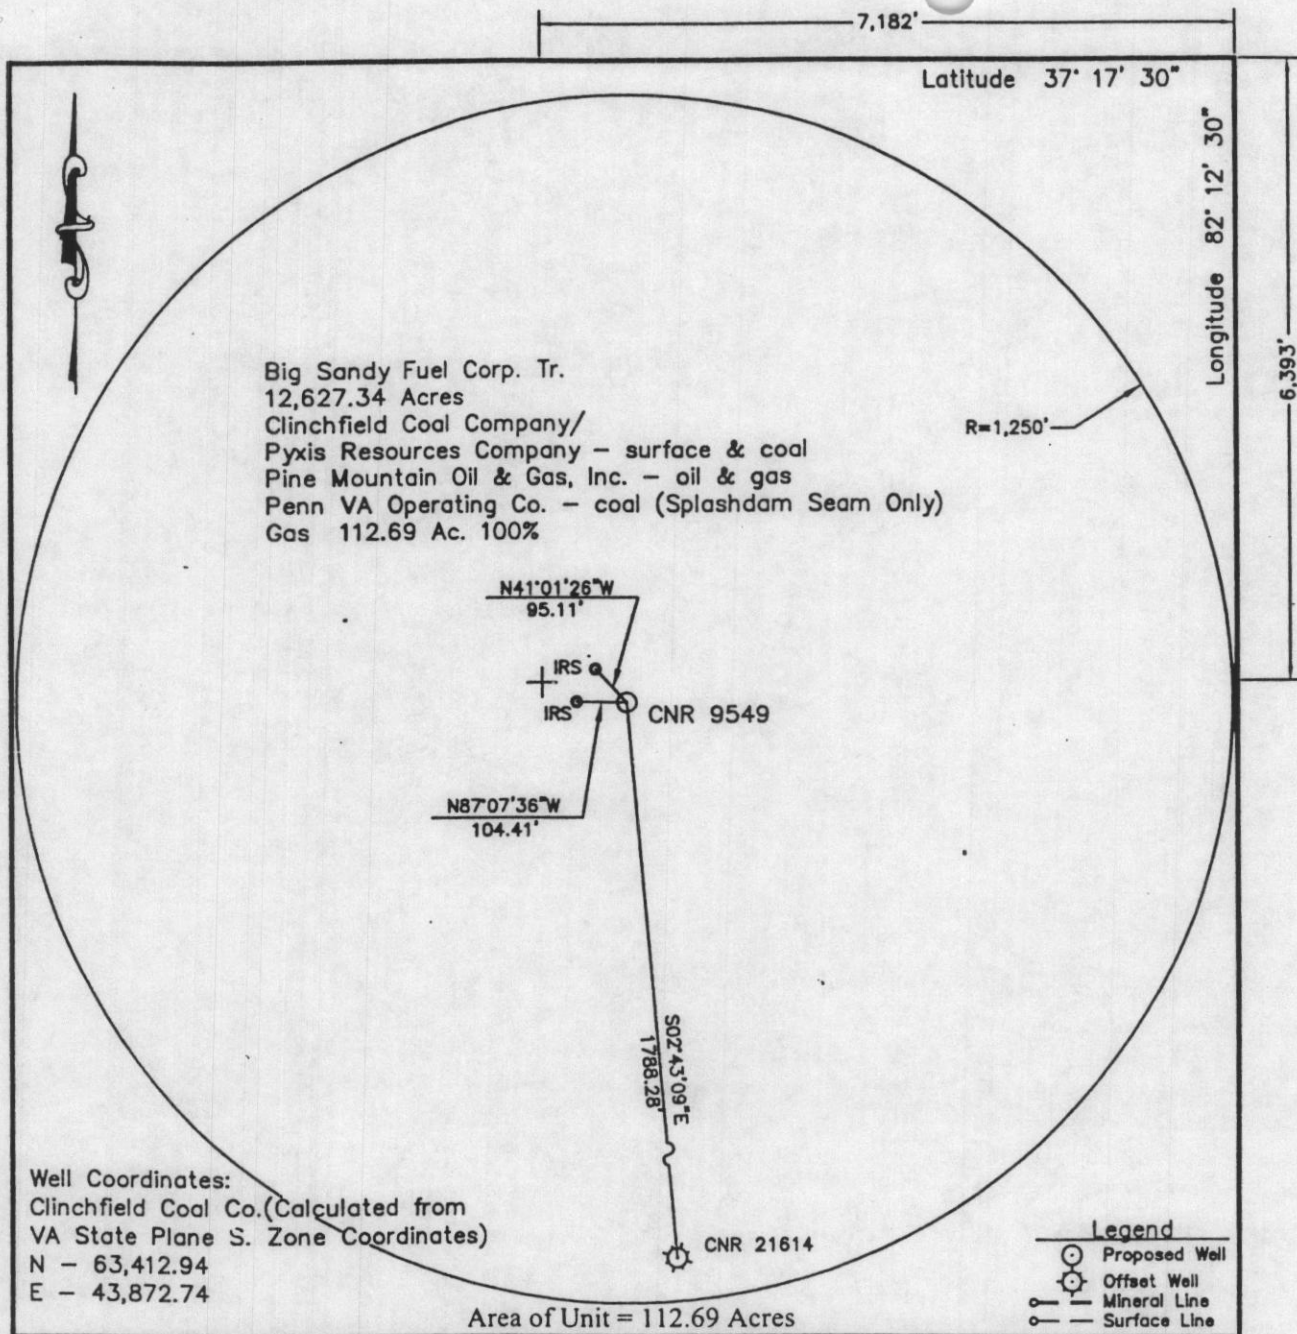 7,182'
Latitude 37° 17' 30"
Longitude 82° 12' 30"
6,393'
Big Sandy Fuel Corp. Tr.
12,627.34 Acres
Clinchfield Coal Company/
Pyxis Resources Company – surface & coal
Pine Mountain Oil & Gas, Inc. – oil & gas
Penn VA Operating Co. – coal (Splashdam Seam Only)
Gas 112.69 Ac. 100%
R=1,250'
N41°01'26"W
95.11'
IRS
IRS
CNR 9549
N87°07'36"W
104.41'
S02°43'09"E
1788.28'
CNR 21614
Well Coordinates:
Clinchfield Coal Co.(Calculated from
VA State Plane S. Zone Coordinates)
N – 63,412.94
E – 43,872.74
Area of Unit = 112.69 Acres
Legend
Proposed Well
Offset Well
Mineral Line
Surface Line